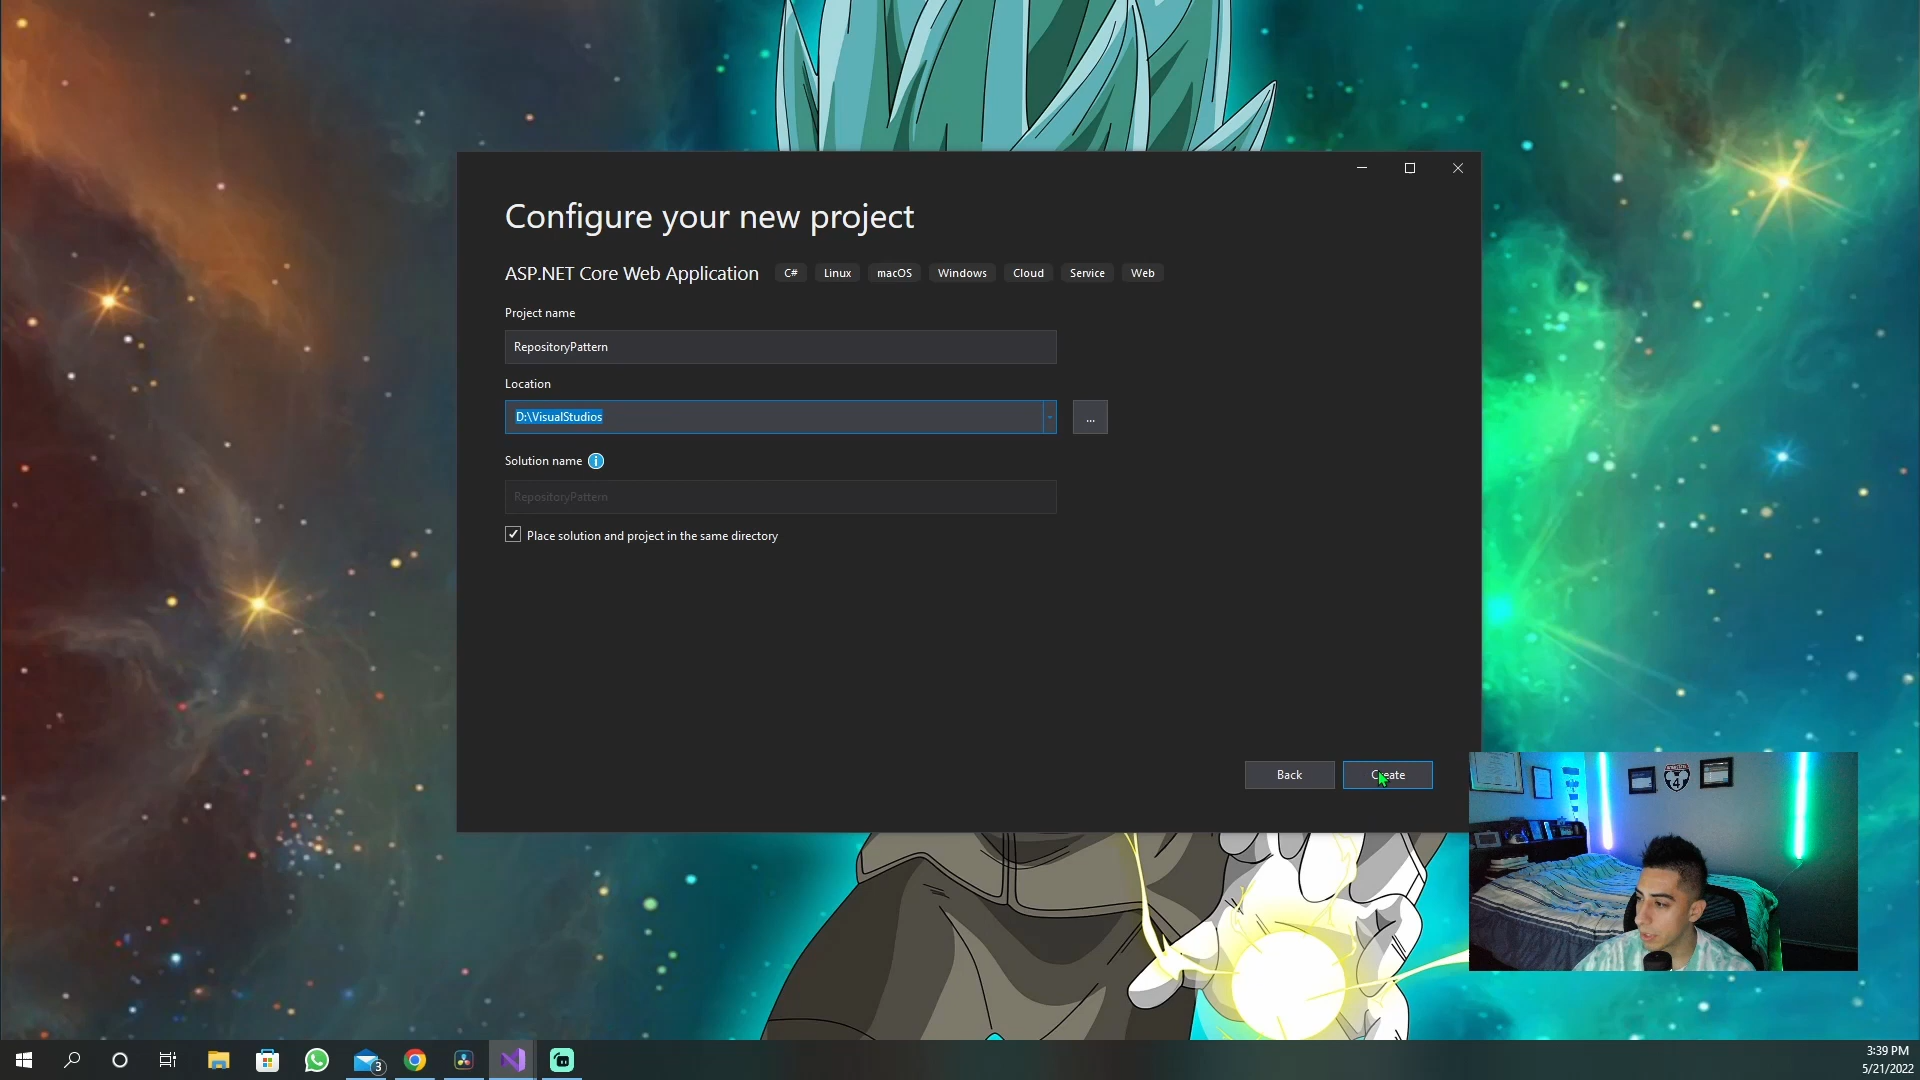 Configure your new project
ASP.NET Core Web Application C# Linux macOS Windows Cloud Service Web
Project name
RepositoryPattern
Location
D:\VisualStudios
...
Solution name
RepositoryPattern
Place solution and project in the same directory
Back
Create
4
3
3:39 PM
5/21/2022